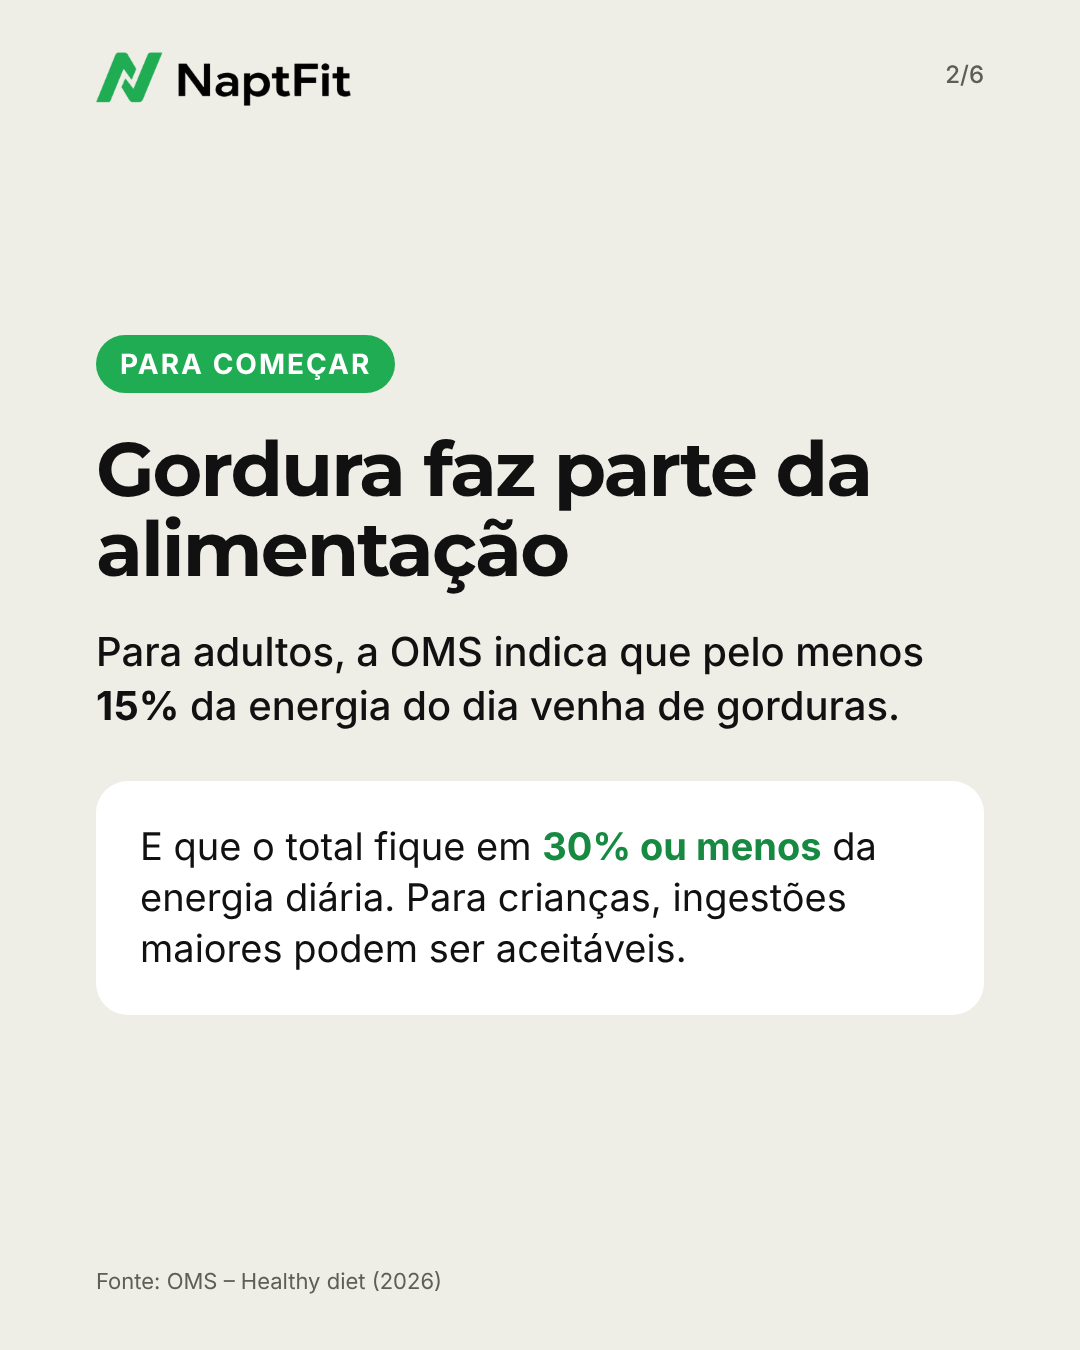 NaptFit
2/6
PARA COMEÇAR
Gordura faz parte da
alimentação
Para adultos, a OMS indica que pelo menos
15% da energia do dia venha de gorduras.
E que o total fique em 30% ou menos da
energia diária. Para crianças, ingestões
maiores podem ser aceitáveis.
Fonte: OMS – Healthy diet (2026)